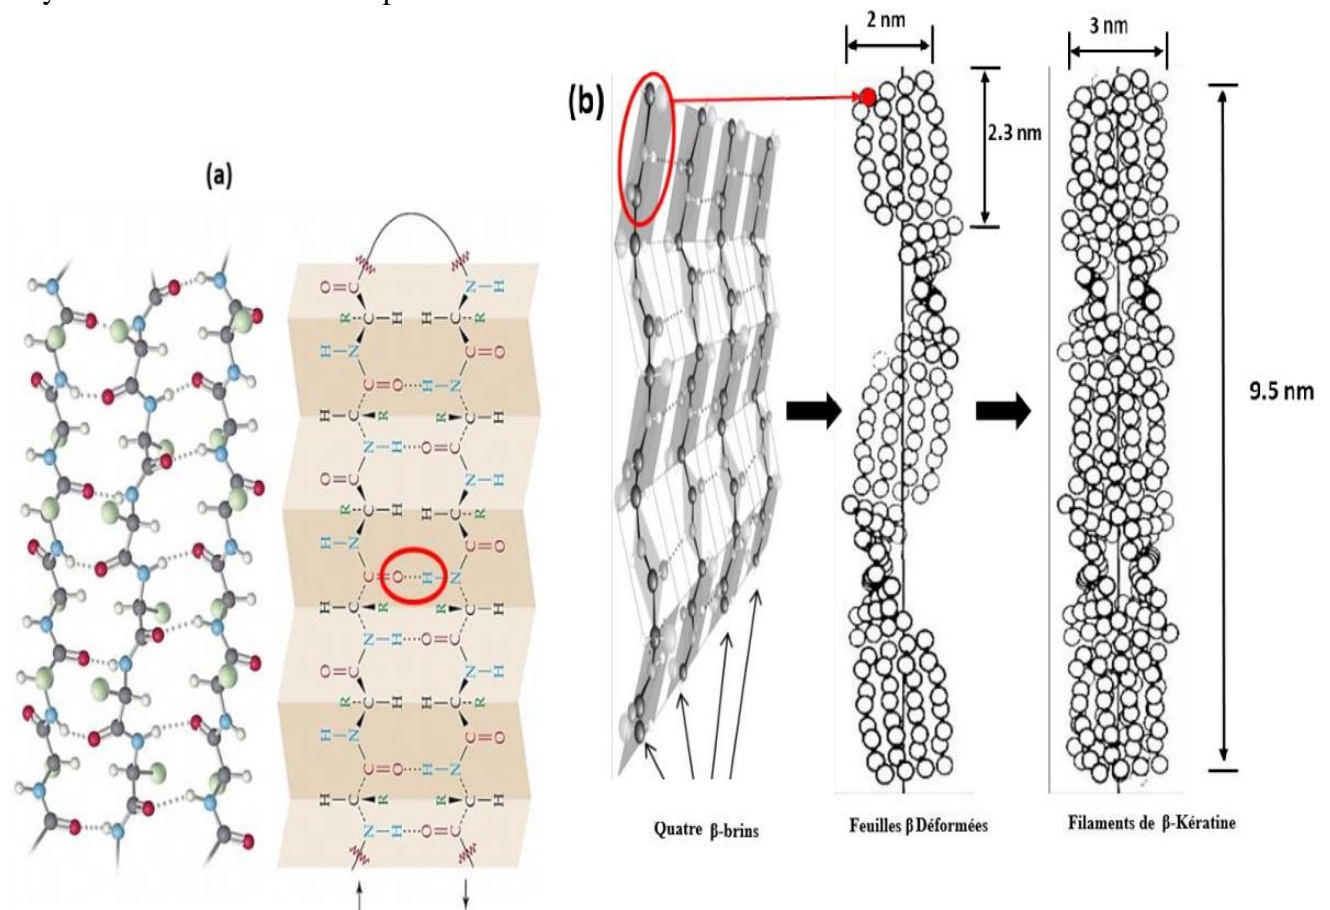 (a)
(b)
2 nm
3 nm
2.3 nm
9.5 nm
O=C
N-H
R
C
H
H
C
R
H-N
C=O
C=O
H-N
H
C
R
R
C
H
N-H
O=C
O=C
N-H
R
C
H
H
C
R
H-N
C=O
C=O
H-N
H
C
R
R
C
H
N-H
O=C
O=C
N-H
R
C
H
H
C
R
H-N
C=O
C=O
H-N
H
C
R
R
C
H
N-H
O=C
Quatre β-brins
Feuilles β Déformées
Filaments de β-Kératine